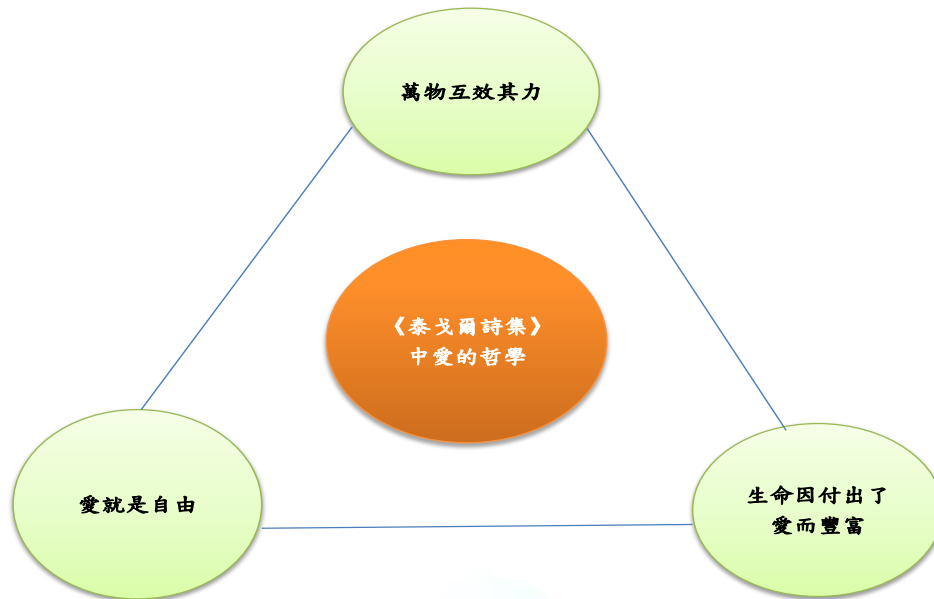 萬物互效其力
《泰戈爾詩集》
中愛的哲學
愛就是自由
生命因付出了
愛而豐富